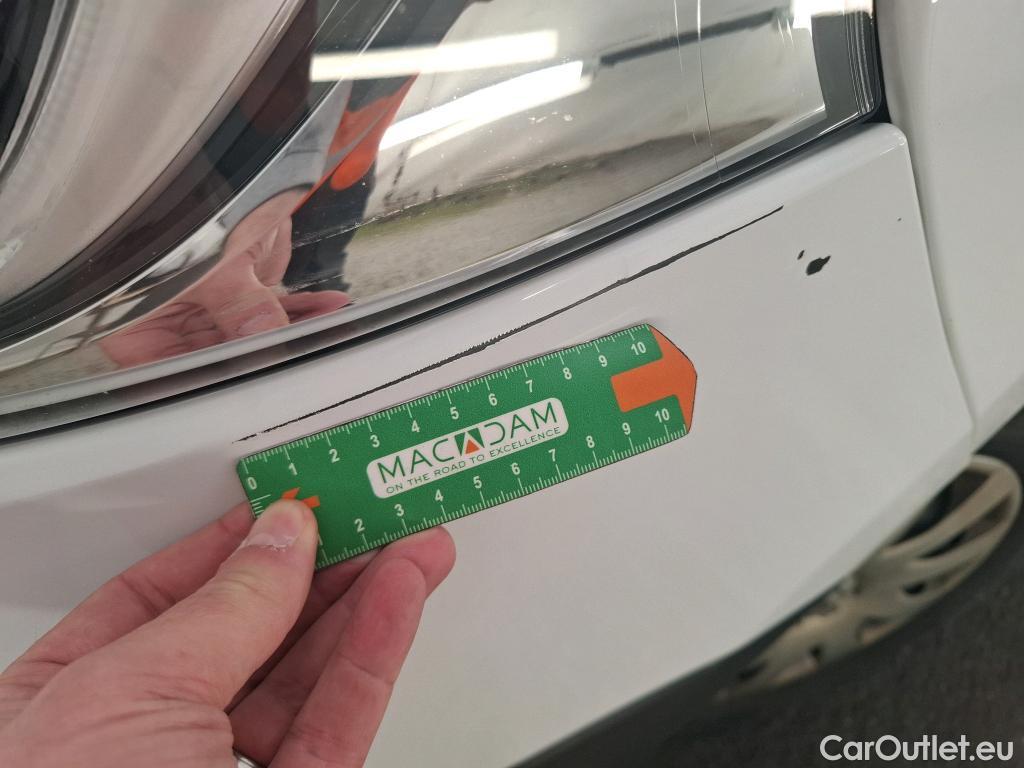 0 1 2 3 4 5 6 7 8 9 10
MACADAM
ON THE ROAD TO EXCELLENCE
2 3 4 5 6 7 8 9 10
CarOutlet.eu